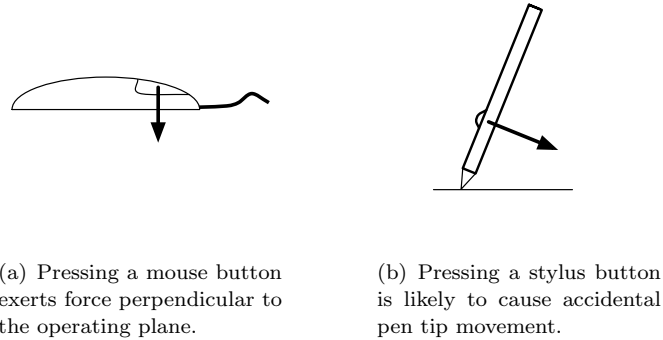 (a) Pressing a mouse button
exerts force perpendicular to
the operating plane.
(b) Pressing a stylus button
is likely to cause accidental
pen tip movement.